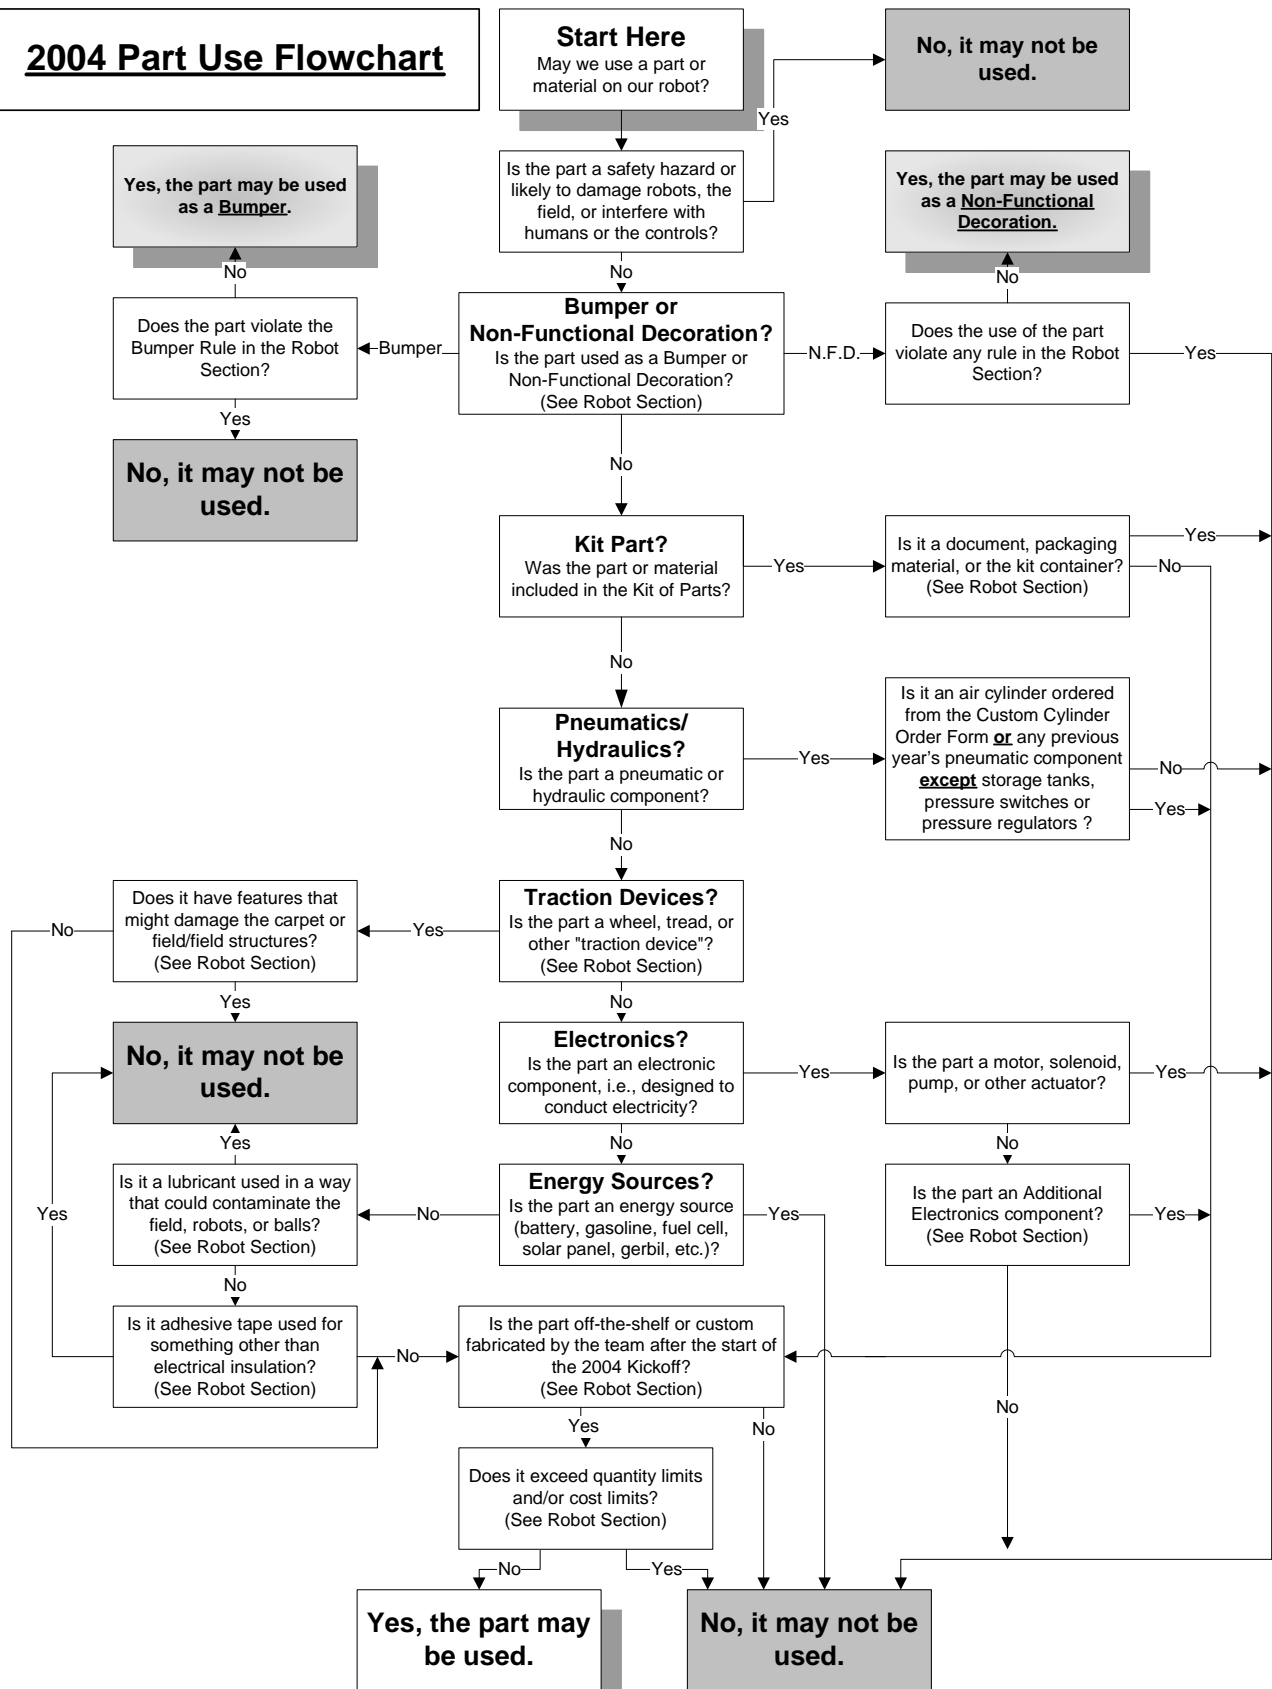 2004 Part Use Flowchart
Start Here
May we use a part or
material on our robot?
No, it may not be
used.
Yes
Yes, the part may be used
as a Bumper.
Is the part a safety hazard or
likely to damage robots, the
field, or interfere with
humans or the controls?
Yes, the part may be used
as a Non-Functional
Decoration.
No
No
No
Does the part violate the
Bumper Rule in the Robot
Section?
Bumper
Bumper or
Non-Functional Decoration?
Is the part used as a Bumper or
Non-Functional Decoration?
(See Robot Section)
N.F.D.
Does the use of the part
violate any rule in the Robot
Section?
Yes
Yes
No, it may not be
used.
No
Kit Part?
Was the part or material
included in the Kit of Parts?
Yes
Is it a document, packaging
material, or the kit container?
(See Robot Section)
Yes
No
No
Pneumatics/
Hydraulics?
Is the part a pneumatic or
hydraulic component?
Yes
Is it an air cylinder ordered
from the Custom Cylinder
Order Form or any previous
year's pneumatic component
except storage tanks,
pressure switches or
pressure regulators ?
No
Yes
No
Does it have features that
might damage the carpet or
field/field structures?
(See Robot Section)
No
Yes
Traction Devices?
Is the part a wheel, tread, or
other "traction device"?
(See Robot Section)
Yes
No
No, it may not be
used.
Electronics?
Is the part an electronic
component, i.e., designed to
conduct electricity?
Yes
Is the part a motor, solenoid,
pump, or other actuator?
Yes
Yes
No
No
Is it a lubricant used in a way
that could contaminate the
field, robots, or balls?
(See Robot Section)
Yes
No
Energy Sources?
Is the part an energy source
(battery, gasoline, fuel cell,
solar panel, gerbil, etc.)?
Yes
Is the part an Additional
Electronics component?
(See Robot Section)
Yes
No
Is it adhesive tape used for
something other than
electrical insulation?
(See Robot Section)
No
Is the part off-the-shelf or custom
fabricated by the team after the start of
the 2004 Kickoff?
(See Robot Section)
No
Yes
No
Does it exceed quantity limits
and/or cost limits?
(See Robot Section)
No
Yes
Yes, the part may
be used.
No, it may not be
used.